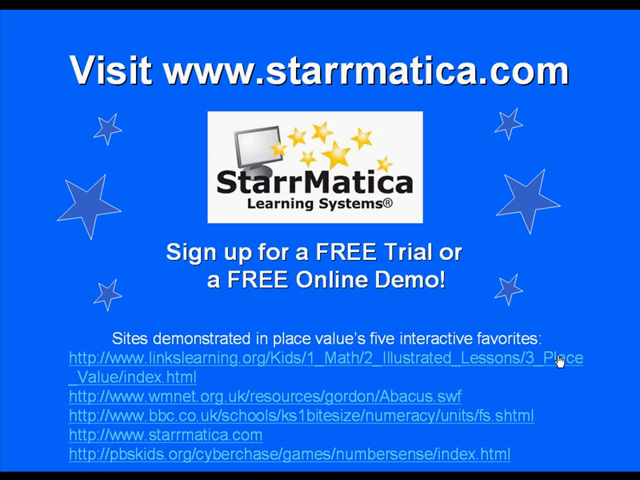 Visit www.starrmatica.com
StarrMatica
Learning Systems®
Sign up for a FREE Trial or
a FREE Online Demo!
Sites demonstrated in place value's five interactive favorites:
http://www.linkslearning.org/Kids/1_Math/2_Illustrated_Lessons/3_Place
_Value/index.html
http://www.wmnet.org.uk/resources/gordon/Abacus.swf
http://www.bbc.co.uk/schools/ks1bitesize/numeracy/units/fs.shtml
http://www.starrmatica.com
http://pbskids.org/cyberchase/games/numbersense/index.html